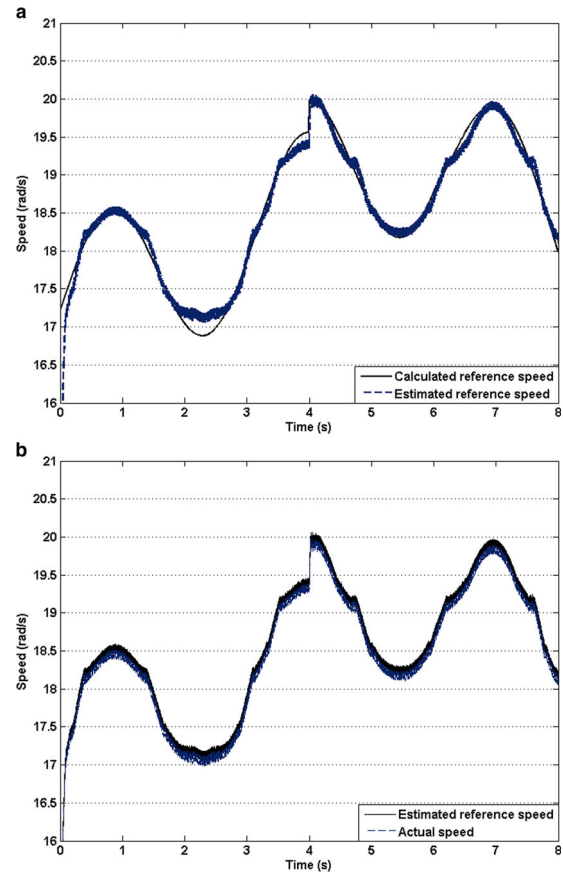 a
21
20.5
20
19.5
19
18.5
18
17.5
17
16.5
16
Speed (rad/s)
Calculated reference speed
Estimated reference speed
0 1 2 3 4 5 6 7 8
Time (s)
b
21
20.5
20
19.5
19
18.5
18
17.5
17
16.5
16
Speed (rad/s)
Estimated reference speed
Actual speed
0 1 2 3 4 5 6 7 8
Time (s)